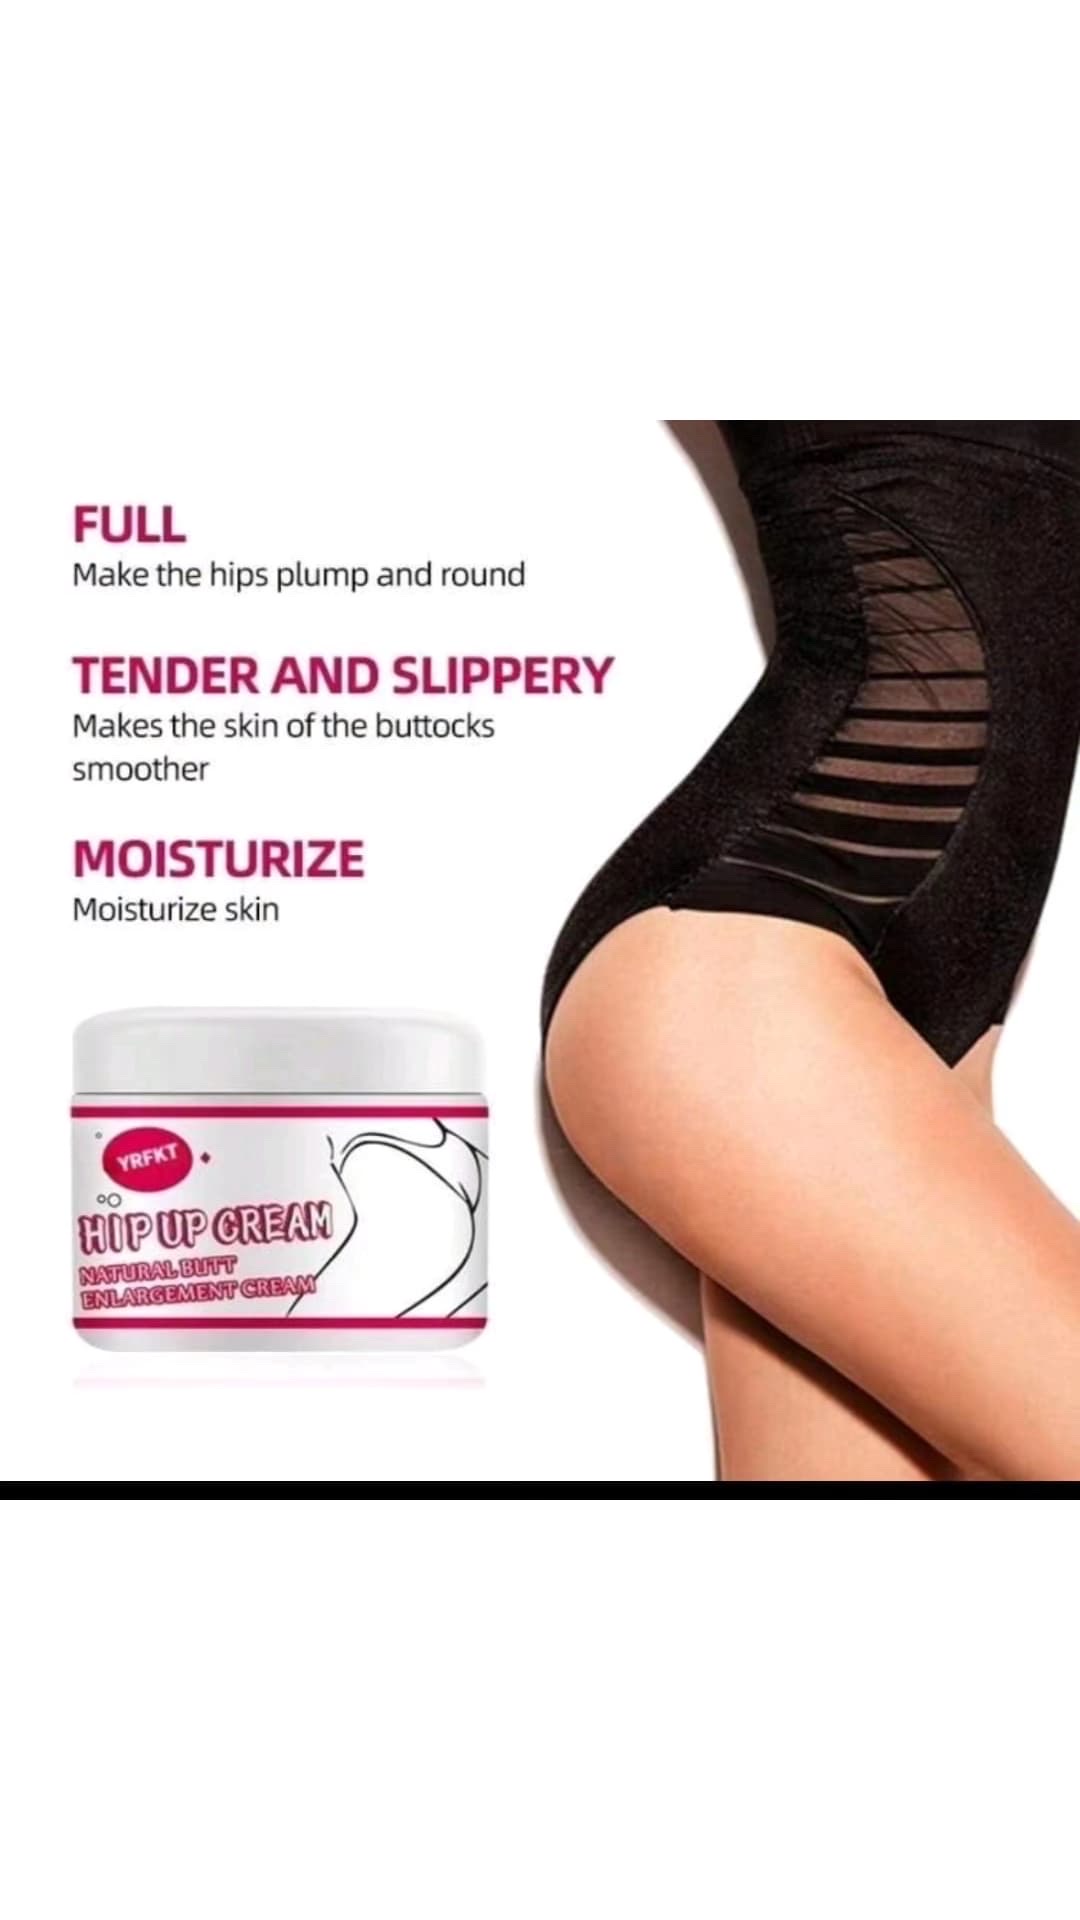 FULL
Make the hips plump and round
TENDER AND SLIPPERY
Makes the skin of the buttocks
smoother
MOISTURIZE
Moisturize skin
YRFKT
HIP UP CREAM
NATURAL BUTT
ENLARGEMENT CREAM